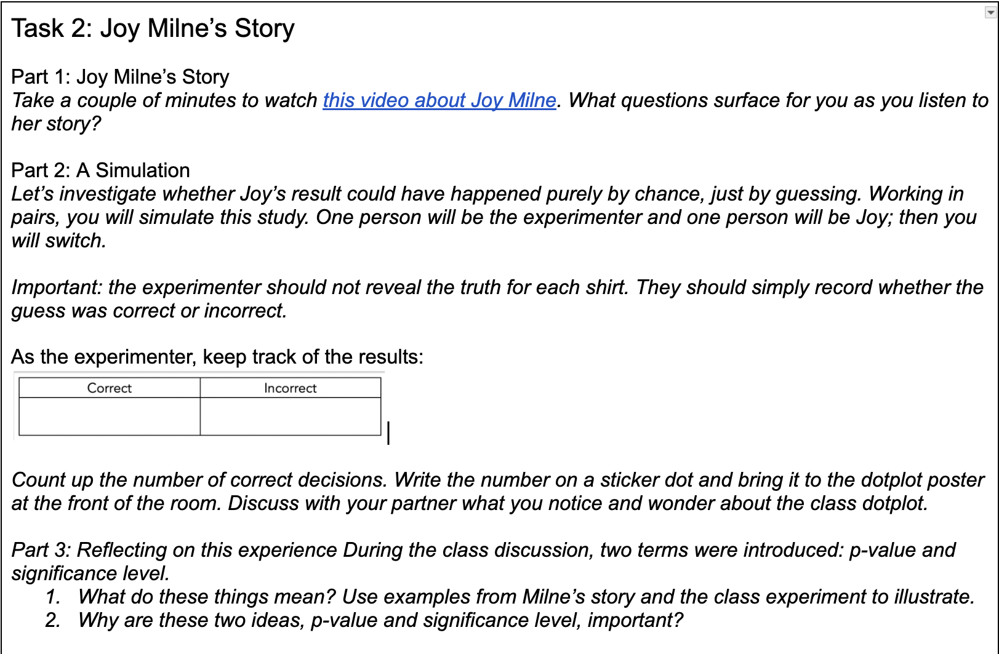 Task 2: Joy Milne’s Story
Part 1: Joy Milne’s Story
Take a couple of minutes to watch this video about Joy Milne. What questions surface for you as you listen to
her story?
Part 2: A Simulation
Let’s investigate whether Joy’s result could have happened purely by chance, just by guessing. Working in
pairs, you will simulate this study. One person will be the experimenter and one person will be Joy; then you
will switch.
Important: the experimenter should not reveal the truth for each shirt. They should simply record whether the
guess was correct or incorrect.
As the experimenter, keep track of the results:
Correct Incorrect
Count up the number of correct decisions. Write the number on a sticker dot and bring it to the dotplot poster
at the front of the room. Discuss with your partner what you notice and wonder about the class dotplot.
Part 3: Reflecting on this experience During the class discussion, two terms were introduced: p-value and
significance level.
1. What do these things mean? Use examples from Milne’s story and the class experiment to illustrate.
2. Why are these two ideas, p-value and significance level, important?